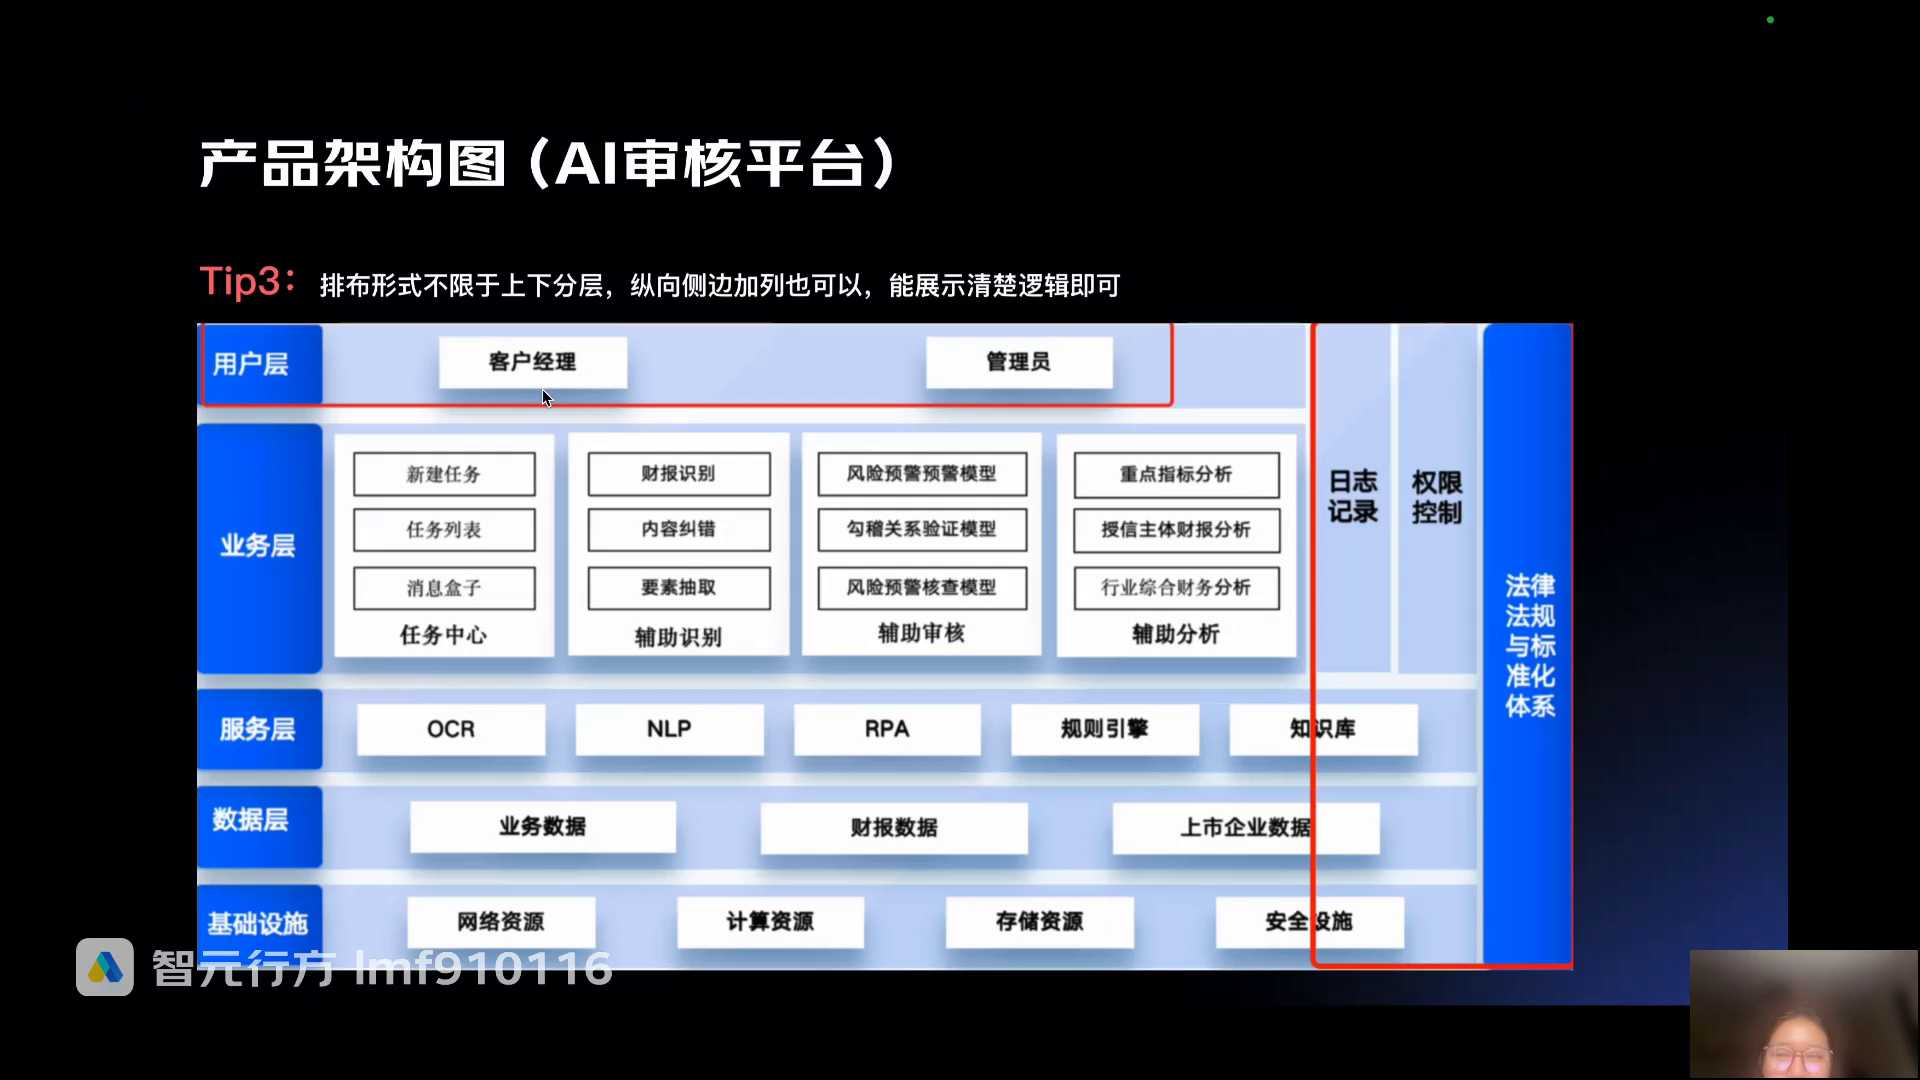 产品架构图（AI审核平台）
Tip3： 排布形式不限于上下分层，纵向侧边加列也可以，能展示清楚逻辑即可
用户层
客户经理
管理员
业务层
新建任务
任务列表
消息盒子
任务中心
财报识别
内容纠错
要素抽取
辅助识别
风险预警预警模型
勾稽关系验证模型
风险预警核查模型
辅助审核
重点指标分析
授信主体财报分析
行业综合财务分析
辅助分析
日志
记录
权限
控制
法律
法规
与标
准化
体系
服务层
OCR
NLP
RPA
规则引擎
知识库
数据层
业务数据
财报数据
上市企业数据
基础设施
网络资源
计算资源
存储资源
安全设施
智元行方 lmf910116